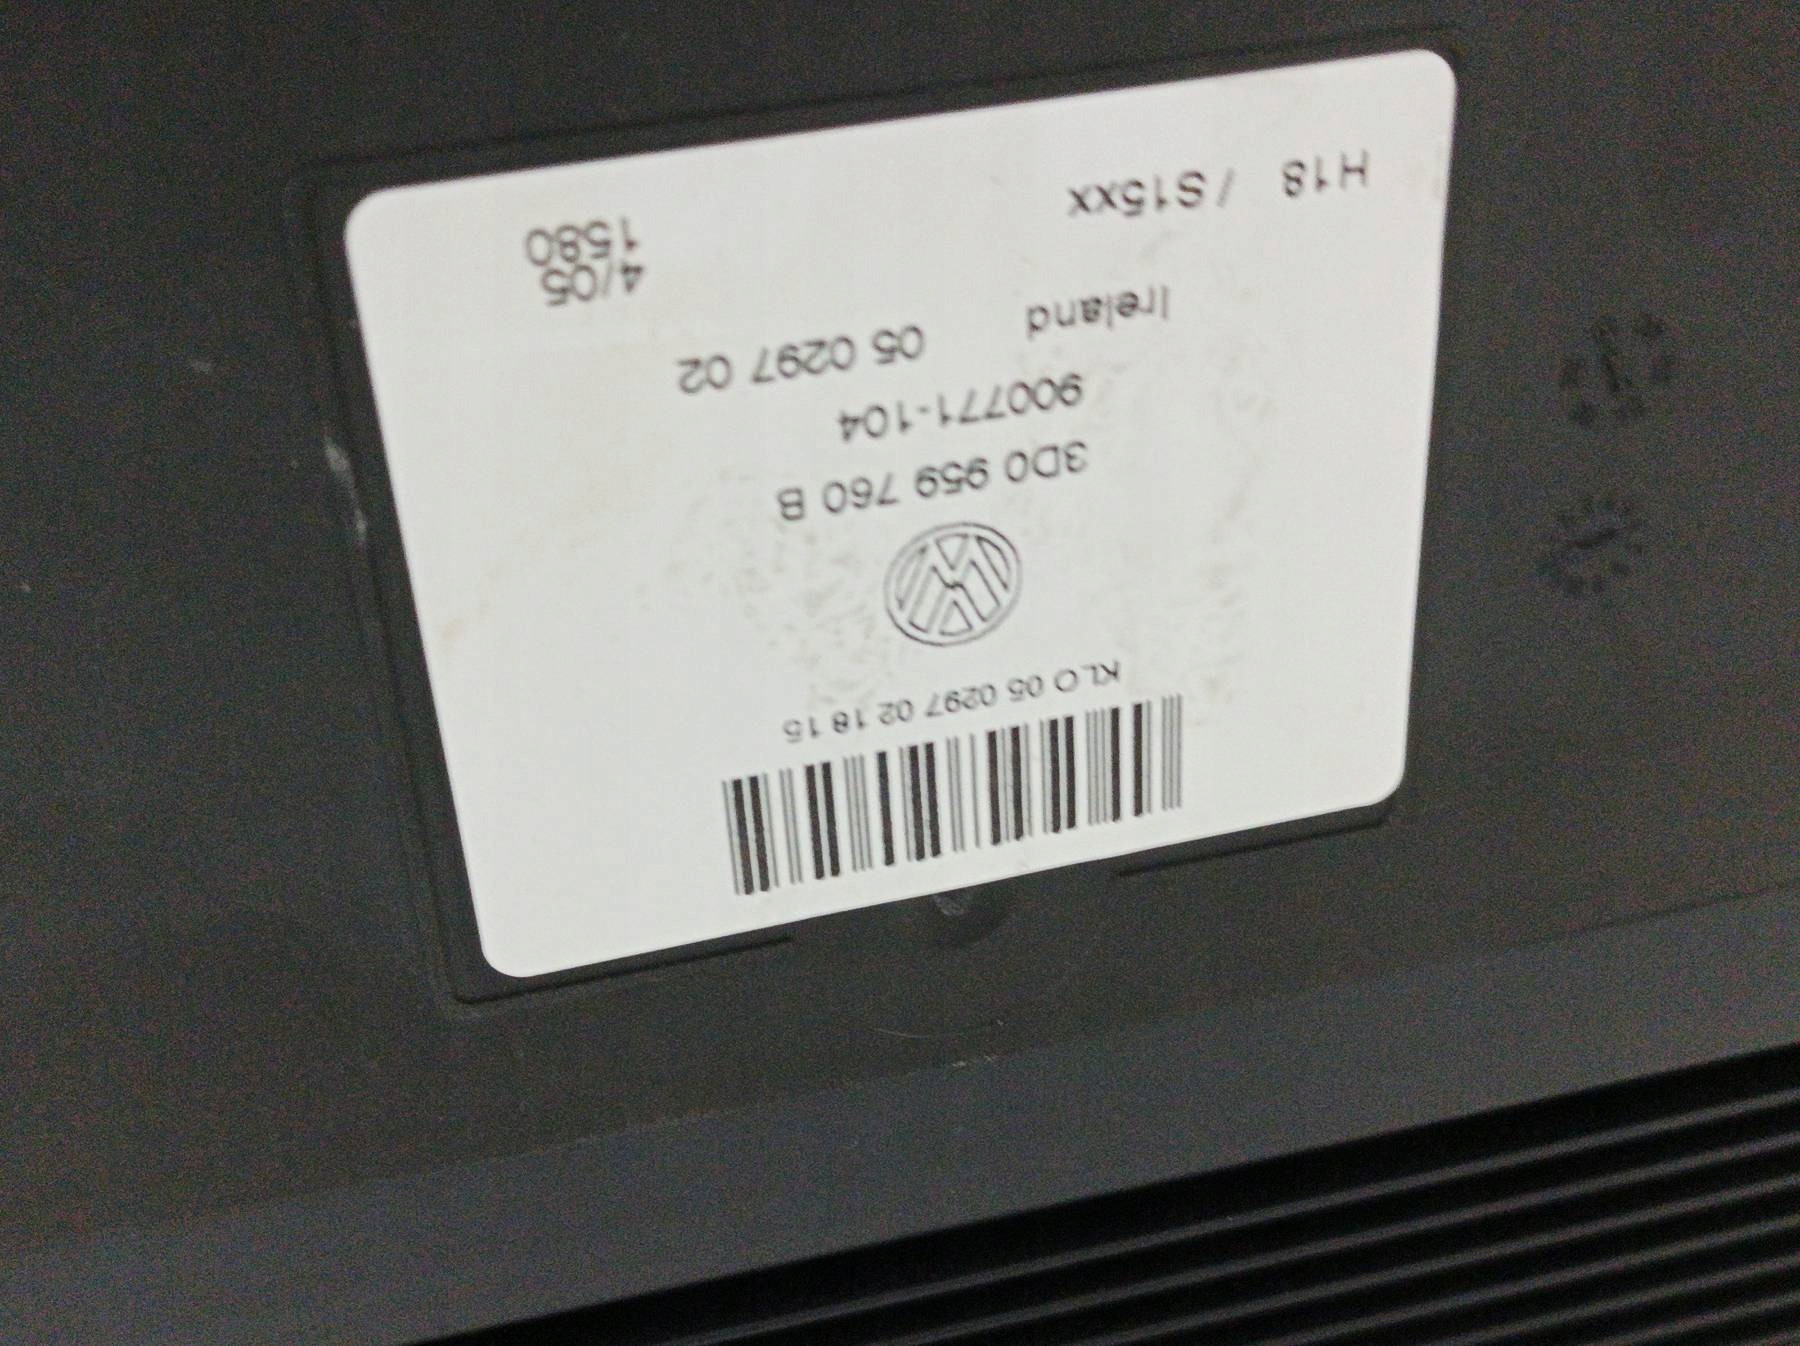 KLO 05 0297 02 18 15
3D0 959 760 B
900771-104
Ireland 05 0297 02
4/05
H18 / S15xx 1580